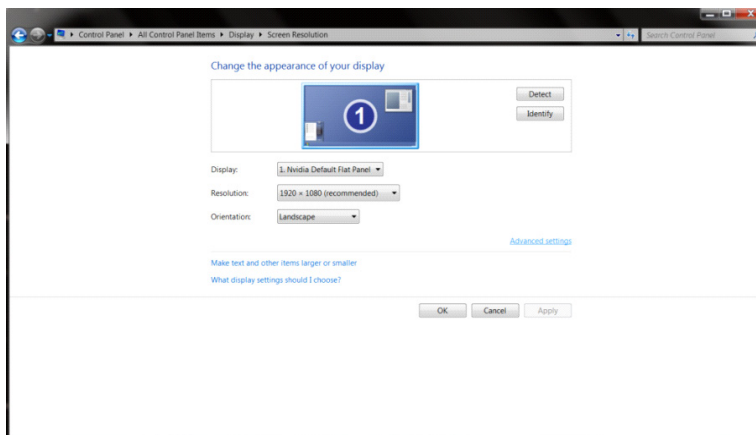 Control Panel ▸ All Control Panel Items ▸ Display ▸ Screen Resolution
Search Control Panel
Change the appearance of your display
1
Detect
Identify
Display: 1. Nvidia Default Flat Panel
Resolution: 1920 × 1080 (recommended)
Orientation: Landscape
Advanced settings
Make text and other items larger or smaller
What display settings should I choose?
OK Cancel Apply